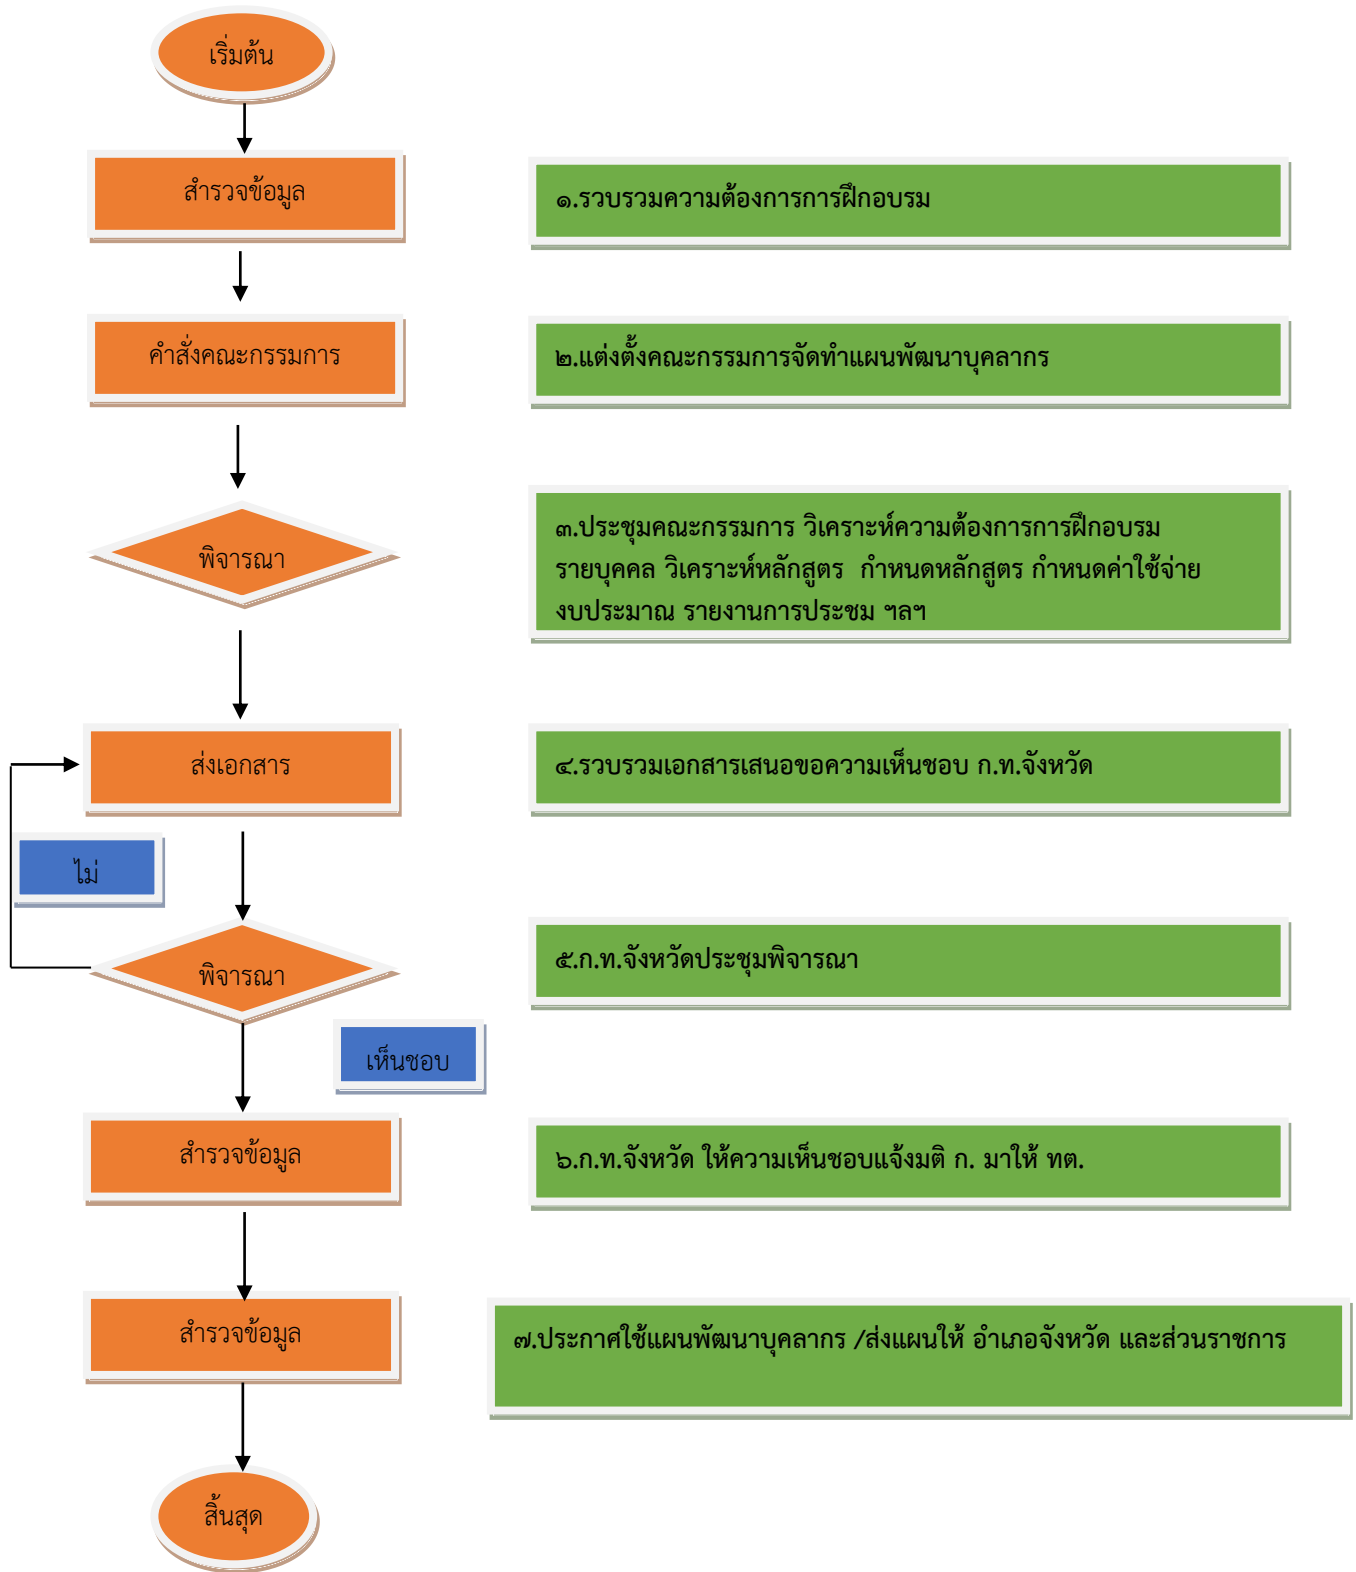 เริ่มต้น
สำรวจข้อมูล
๑.รวบรวมความต้องการการฝึกอบรม
คำสั่งคณะกรรมการ
๒.แต่งตั้งคณะกรรมการจัดทำแผนพัฒนาบุคลากร
พิจารณา
๓.ประชุมคณะกรรมการ วิเคราะห์ความต้องการการฝึกอบรม
รายบุคคล วิเคราะห์หลักสูตร กำหนดหลักสูตร กำหนดค่าใช้จ่าย
งบประมาณ รายงานการประชม ฯลฯ
ส่งเอกสาร
๔.รวบรวมเอกสารเสนอขอความเห็นชอบ ก.ท.จังหวัด
ไม่
พิจารณา
๕.ก.ท.จังหวัดประชุมพิจารณา
เห็นชอบ
สำรวจข้อมูล
๖.ก.ท.จังหวัด ให้ความเห็นชอบแจ้งมติ ก. มาให้ ทต.
สำรวจข้อมูล
๗.ประกาศใช้แผนพัฒนาบุคลากร /ส่งแผนให้ อำเภอจังหวัด และส่วนราชการ
สิ้นสุด